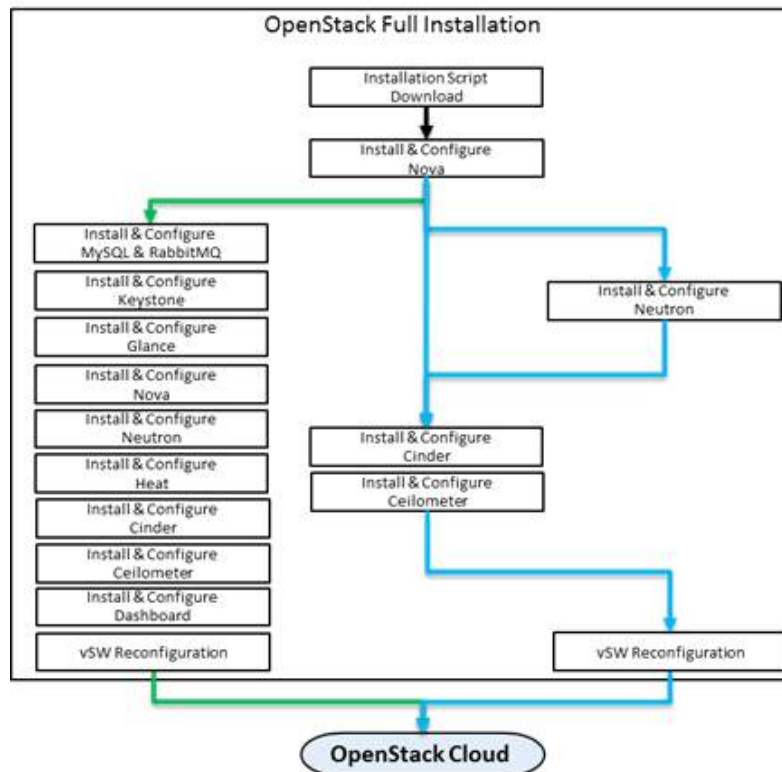 OpenStack Full Installation
Installation Script
Download
Install & Configure
Nova
Install & Configure
MySQL & RabbitMQ
Install & Configure
Keystone
Install & Configure
Glance
Install & Configure
Nova
Install & Configure
Neutron
Install & Configure
Heat
Install & Configure
Cinder
Install & Configure
Ceilometer
Install & Configure
Dashboard
vSW Reconfiguration
Install & Configure
Neutron
Install & Configure
Cinder
Install & Configure
Ceilometer
vSW Reconfiguration
OpenStack Cloud